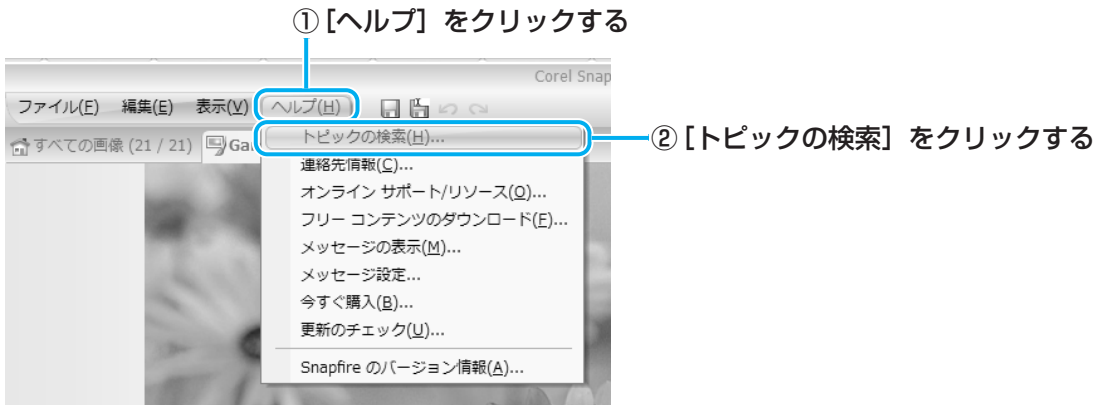 ①[ヘルプ]をクリックする
Corel Snap
ファイル(F) 編集(E) 表示(V) ヘルプ(H)
すべての画像 (21 / 21) Ga
トピックの検索(H)...
②[トピックの検索]をクリックする
連絡先情報(C)...
オンライン サポート/リソース(O)...
フリー コンテンツのダウンロード(F)...
メッセージの表示(M)...
メッセージ設定...
今すぐ購入(B)...
更新のチェック(U)...
Snapfire のバージョン情報(A)...